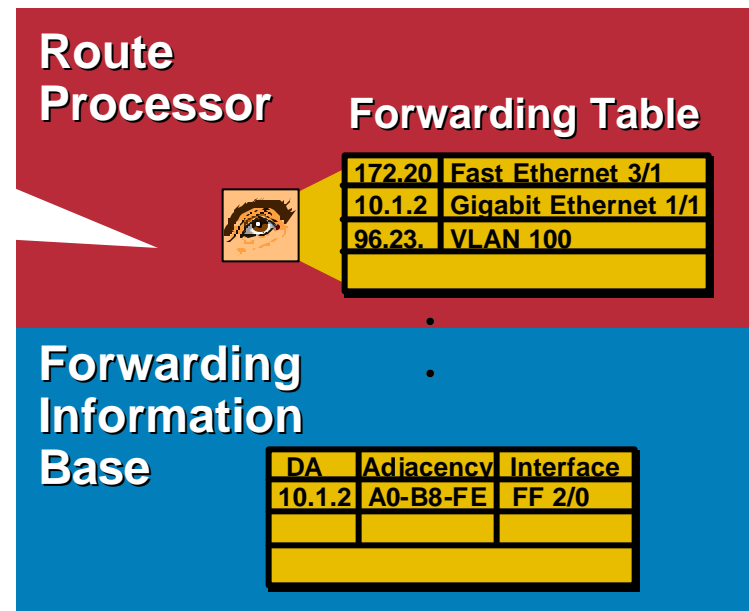 Route
Processor
Forwarding Table
172.20 Fast Ethernet 3/1
10.1.2 Gigabit Ethernet 1/1
96.23. VLAN 100
Forwarding
Information
Base
DA Adjacency Interface
10.1.2 A0-B8-FE FF 2/0